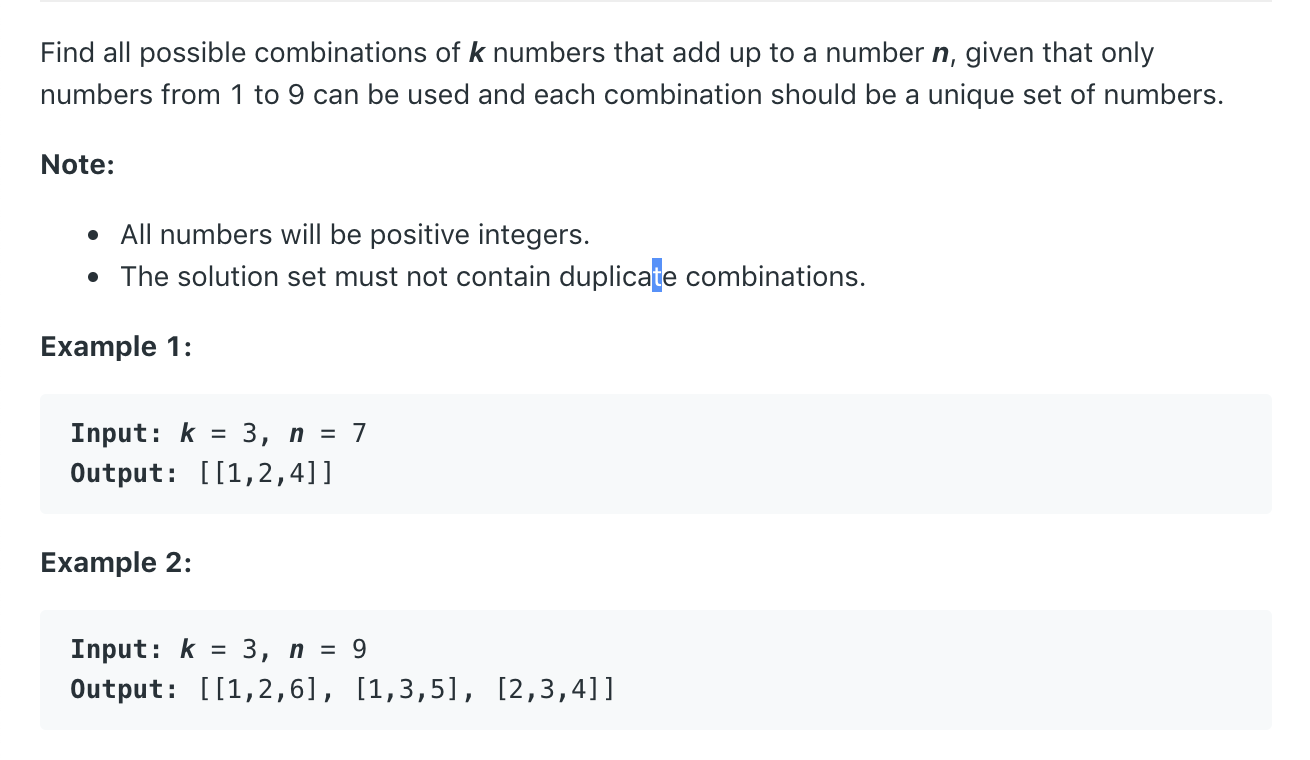 Find all possible combinations of k numbers that add up to a number n, given that only
numbers from 1 to 9 can be used and each combination should be a unique set of numbers.
Note:
• All numbers will be positive integers.
• The solution set must not contain duplicate combinations.
Example 1:
Input: k = 3, n = 7
Output: [[1,2,4]]
Example 2:
Input: k = 3, n = 9
Output: [[1,2,6], [1,3,5], [2,3,4]]